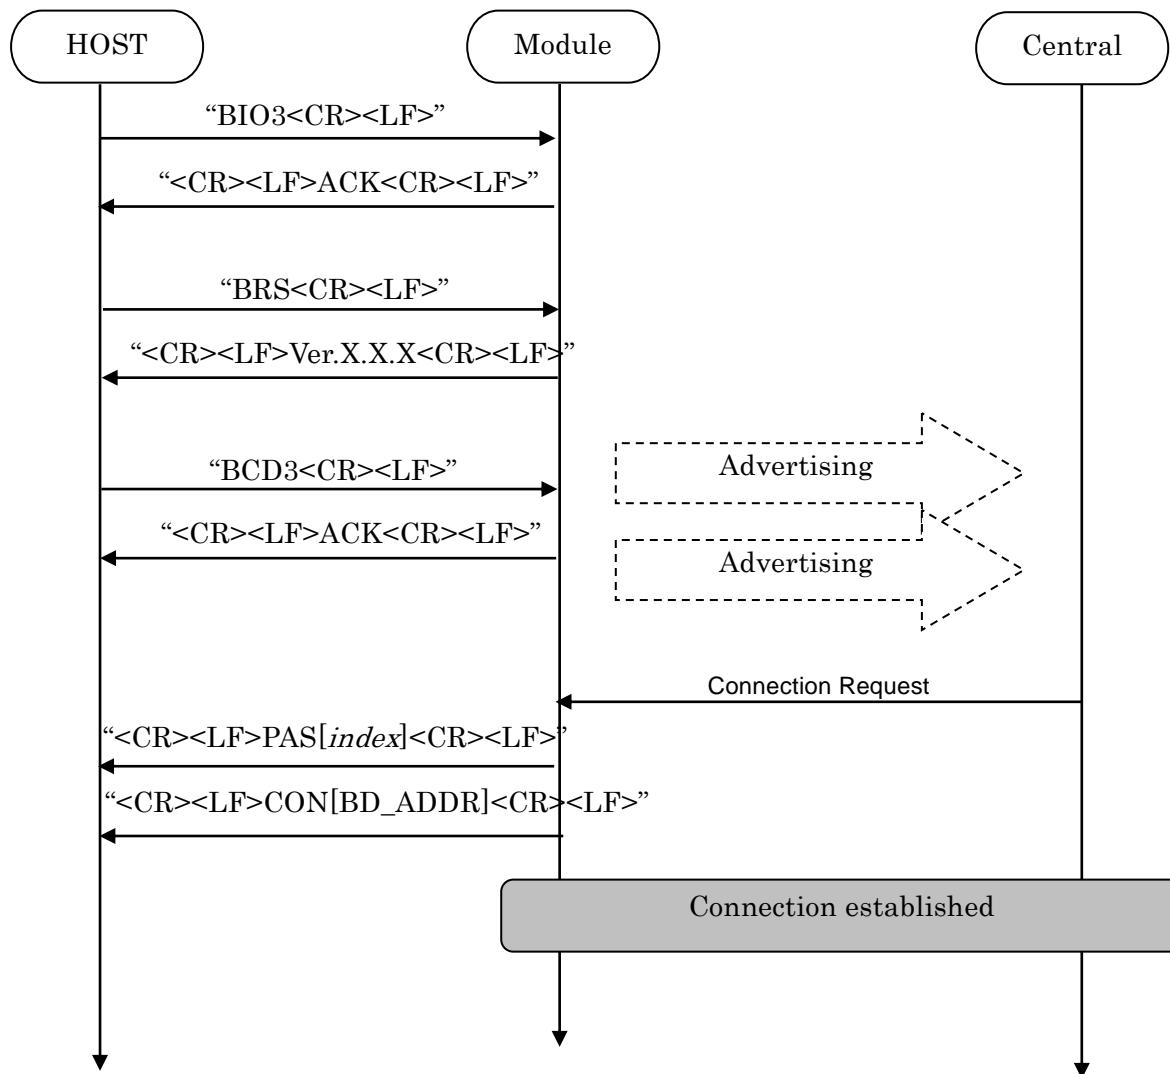 HOST
Module
Central
“BIO3<CR><LF>”
“<CR><LF>ACK<CR><LF>”
“BRS<CR><LF>”
“<CR><LF>Ver.X.X.X<CR><LF>”
“BCD3<CR><LF>”
Advertising
“<CR><LF>ACK<CR><LF>”
Advertising
Connection Request
“<CR><LF>PAS[index]<CR><LF>”
“<CR><LF>CON[BD_ADDR]<CR><LF>”
Connection established